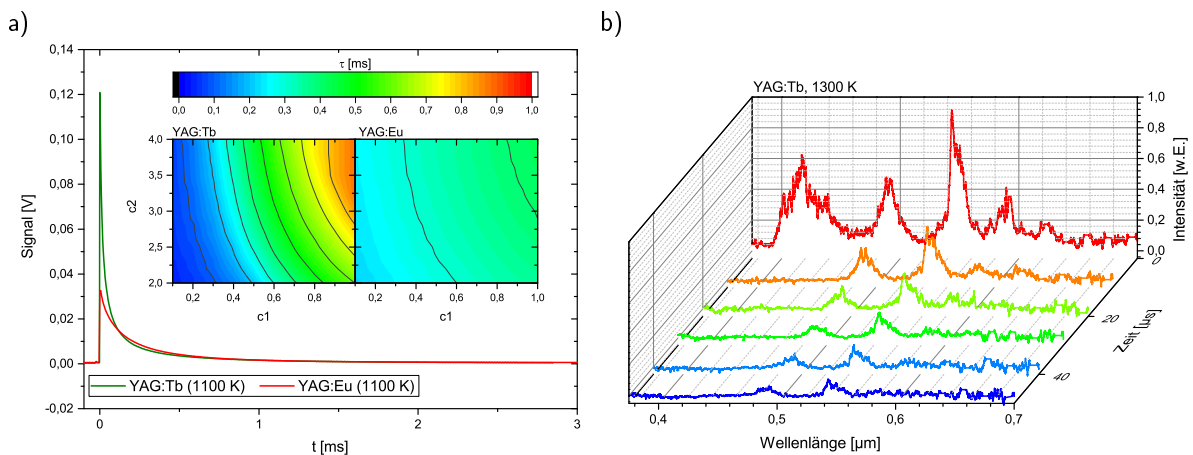 a)
0,14
0,12
0,10
0,08
0,06
0,04
0,02
0,00
-0,02
Signal [V]
τ [ms]
0,0 0,1 0,2 0,3 0,4 0,5 0,6 0,7 0,8 0,9 1,0
YAG:Tb YAG:Eu
4,0
3,5
3,0
2,5
2,0
c2
0,2 0,4 0,6 0,8 0,2 0,4 0,6 0,8 1,0
c1 c1
YAG:Tb (1100 K) YAG:Eu (1100 K)
0 1 2 3
t [ms]
b)
YAG:Tb, 1300 K
1,0
0,8
0,6
0,4
0,2
0,0
Intensität [w.E.]
0
20
40
Zeit [µs]
0,4 0,5 0,6 0,7
Wellenlänge [µm]